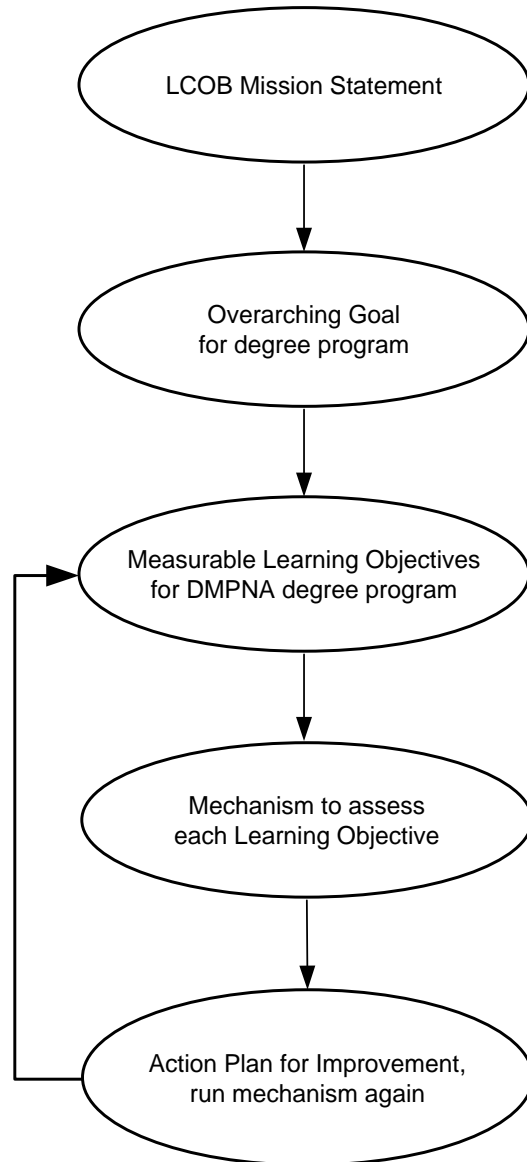 LCOB Mission Statement
Overarching Goal
for degree program
Measurable Learning Objectives
for DMPNA degree program
Mechanism to assess
each Learning Objective
Action Plan for Improvement,
run mechanism again